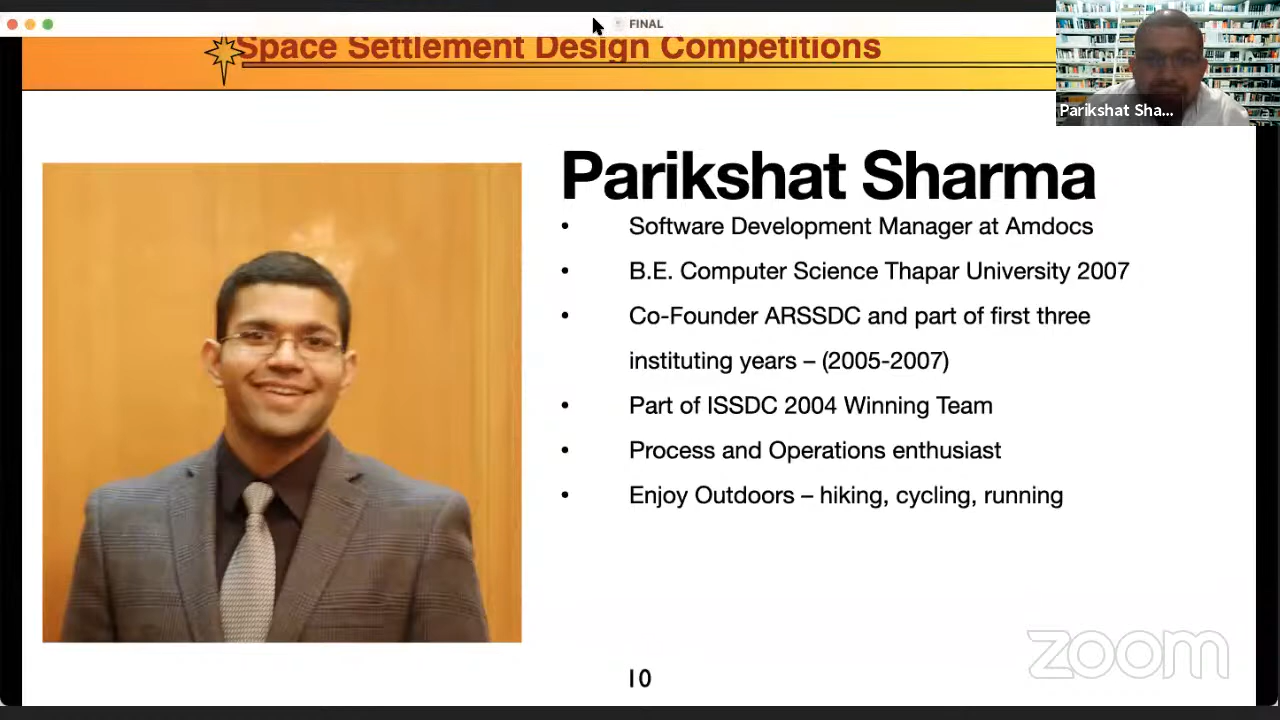 FINAL
Space Settlement Design Competitions
Parikshat Sha...
Parikshat Sharma
• Software Development Manager at Amdocs
• B.E. Computer Science Thapar University 2007
• Co-Founder ARSSDC and part of first three
instituting years – (2005-2007)
• Part of ISSDC 2004 Winning Team
• Process and Operations enthusiast
• Enjoy Outdoors – hiking, cycling, running
zoom
10